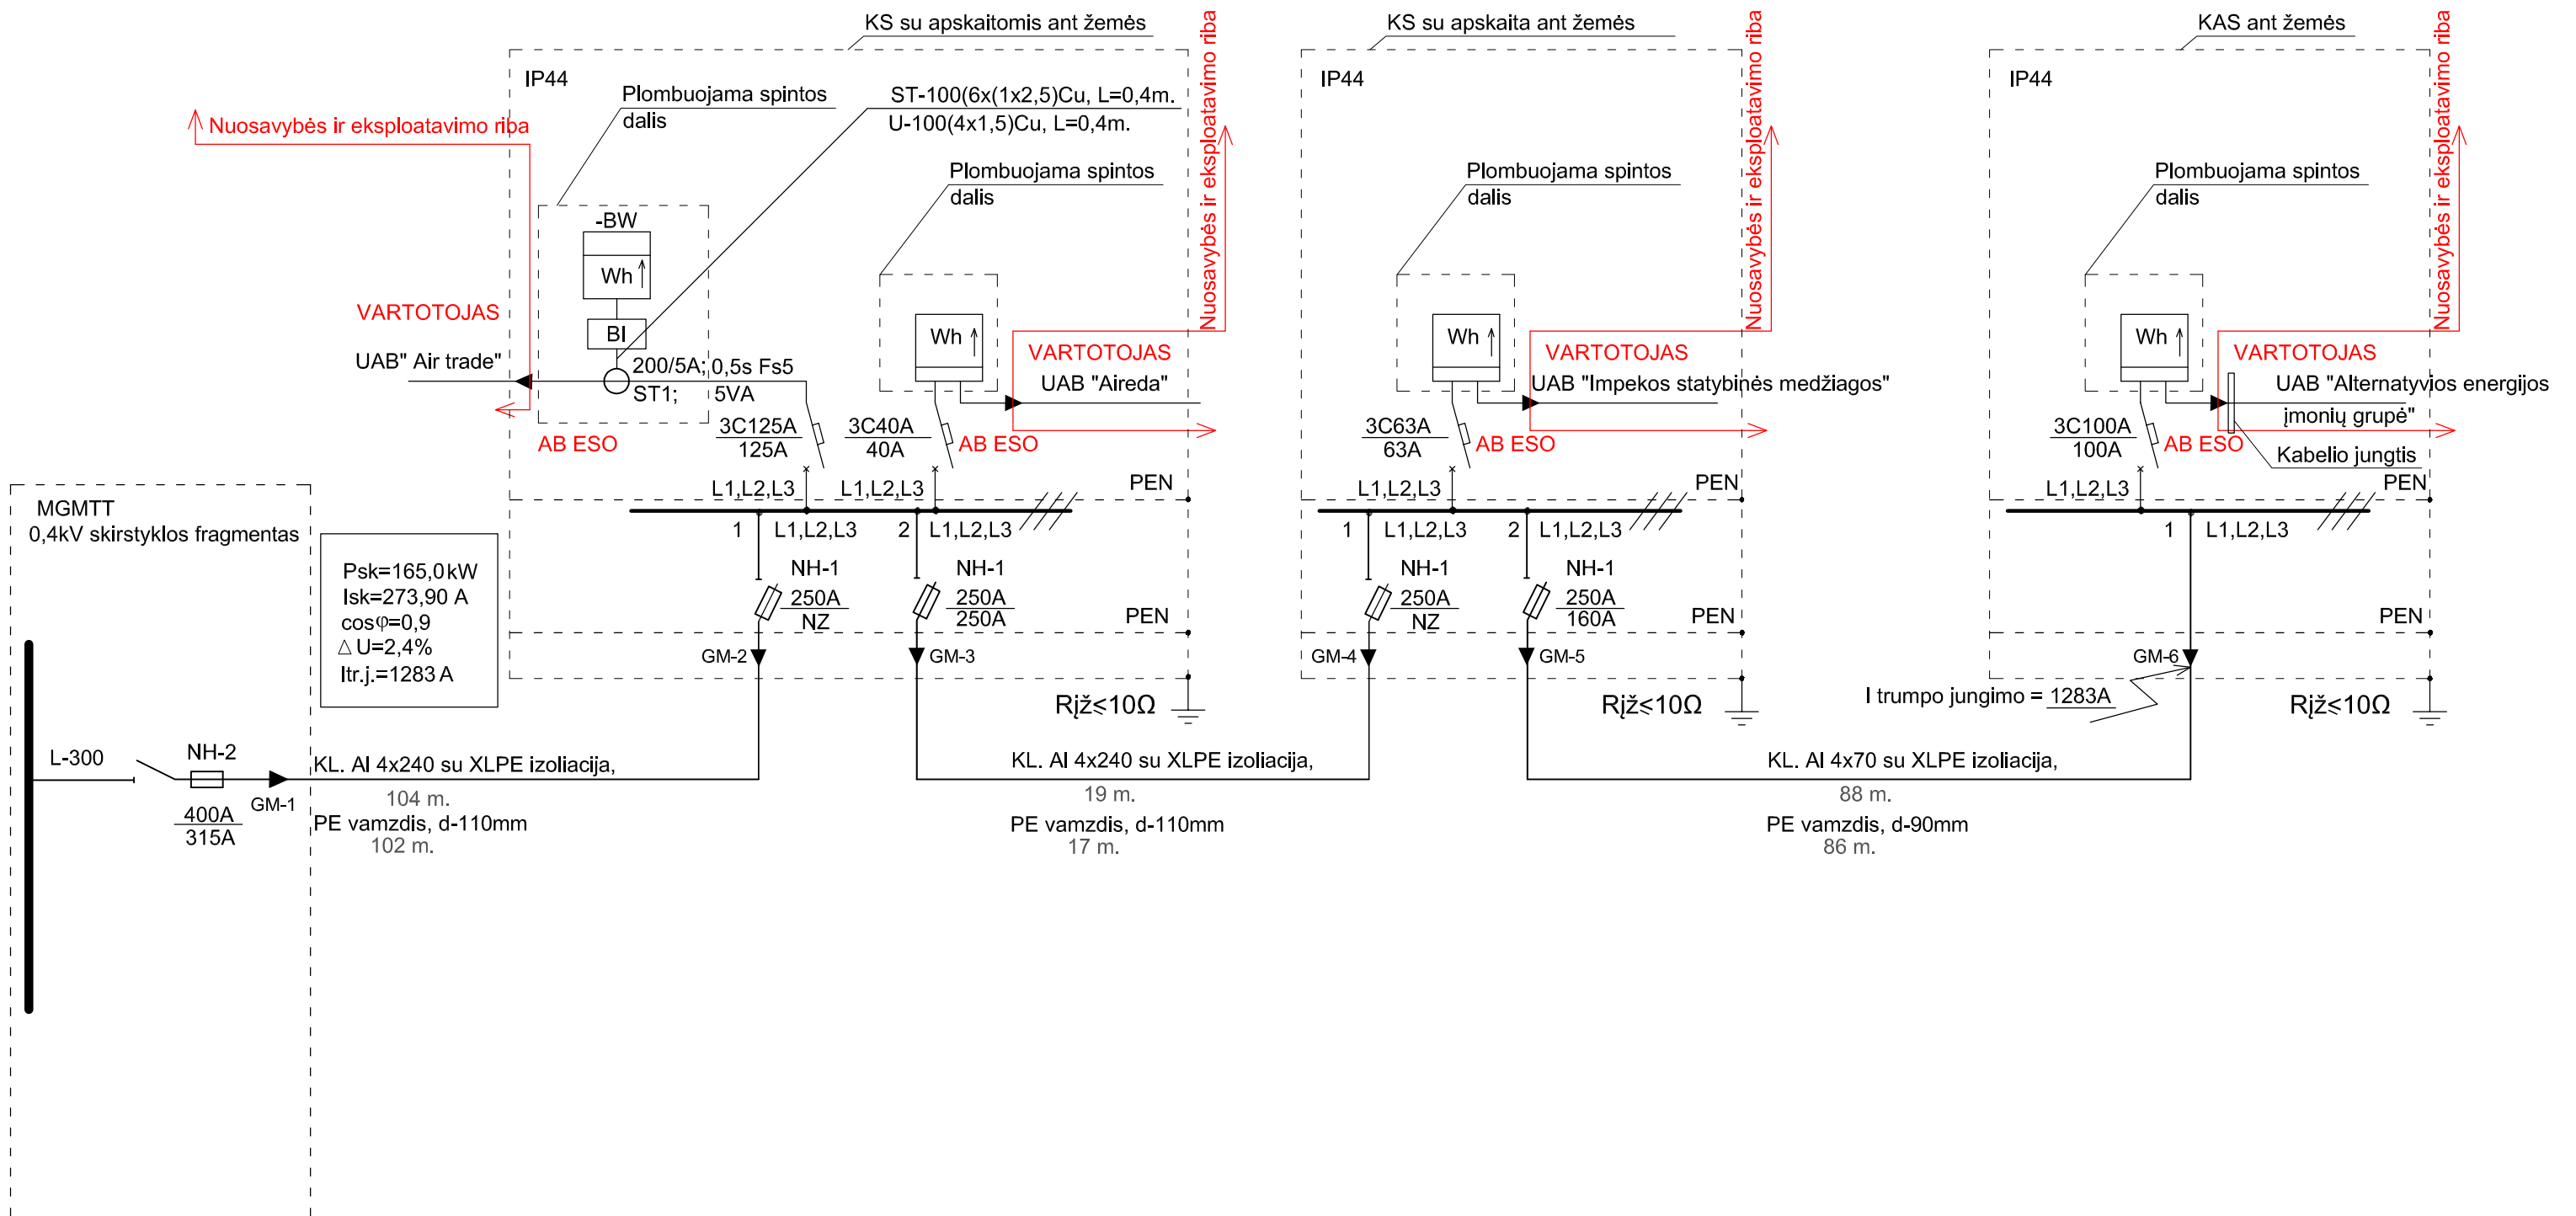 KS su apskaitomis ant žemės
IP44
Plombuojama spintos
dalis
ST-100(6x(1x2,5)Cu, L=0,4m.
U-100(4x1,5)Cu, L=0,4m.
Nuosavybės ir eksploatavimo riba
Nuosavybės ir eksploatavimo riba
Plombuojama spintos
dalis
-BW
Wh
BI
VARTOTOJAS
UAB" Air trade"
200/5A; 0,5s Fs5
ST1; 5VA
AB ESO
3C125A
125A
Wh
VARTOTOJAS
UAB "Aireda"
3C40A
40A
AB ESO
L1,L2,L3
L1,L2,L3
PEN
1
L1,L2,L3
2
L1,L2,L3
NH-1
250A
NZ
NH-1
250A
250A
PEN
GM-2
GM-3
Rįž≤10Ω
KS su apskaita ant žemės
IP44
Nuosavybės ir eksploatavimo riba
Plombuojama spintos
dalis
Wh
VARTOTOJAS
UAB "Impekos statybinės medžiagos"
3C63A
63A
AB ESO
L1,L2,L3
PEN
1
L1,L2,L3
2
L1,L2,L3
NH-1
250A
NZ
NH-1
250A
160A
PEN
GM-4
GM-5
Rįž≤10Ω
KAS ant žemės
IP44
Nuosavybės ir eksploatavimo riba
Plombuojama spintos
dalis
Wh
VARTOTOJAS
UAB "Alternatyvios energijos
įmonių grupė"
3C100A
100A
AB ESO
Kabelio jungtis
L1,L2,L3
PEN
1
L1,L2,L3
PEN
GM-6
I trumpo jungimo = 1283A
Rįž≤10Ω
MGMTT
0,4kV skirstyklos fragmentas
Psk=165,0kW
Isk=273,90 A
cosφ=0,9
△ U=2,4%
Itr.j.=1283 A
L-300
NH-2
400A
315A
GM-1
KL. Al 4x240 su XLPE izoliacija,
104 m.
PE vamzdis, d-110mm
102 m.
KL. Al 4x240 su XLPE izoliacija,
19 m.
PE vamzdis, d-110mm
17 m.
KL. Al 4x70 su XLPE izoliacija,
88 m.
PE vamzdis, d-90mm
86 m.